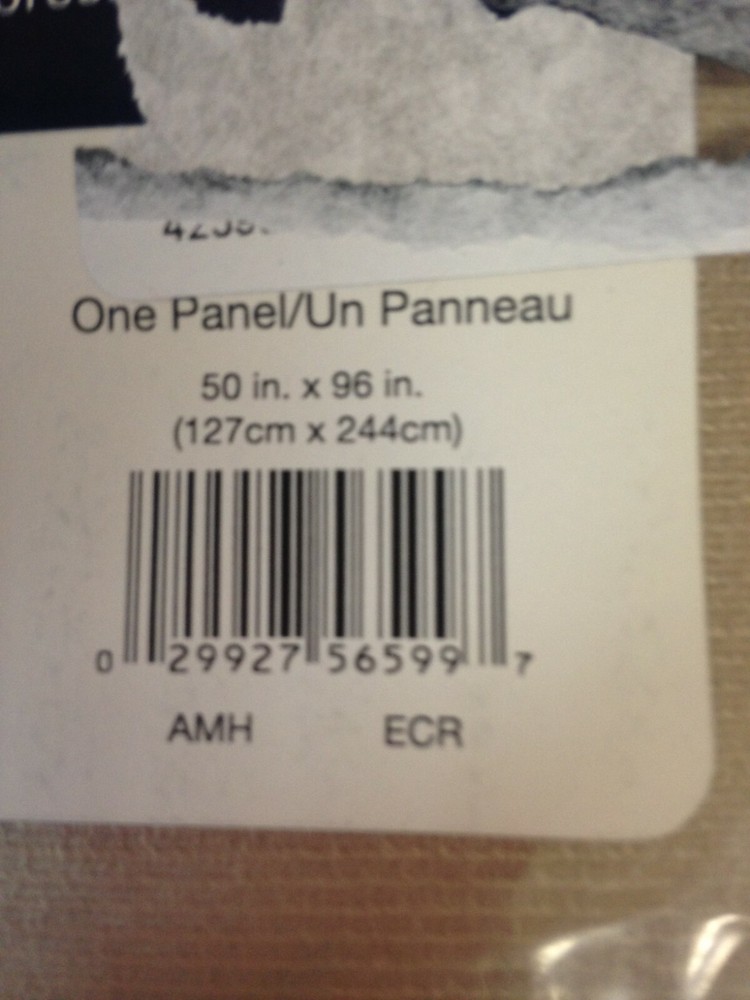 One Panel/Un Panneau
50 in. x 96 in.
(127cm x 244cm)
0 29927 56599 7
AMH ECR